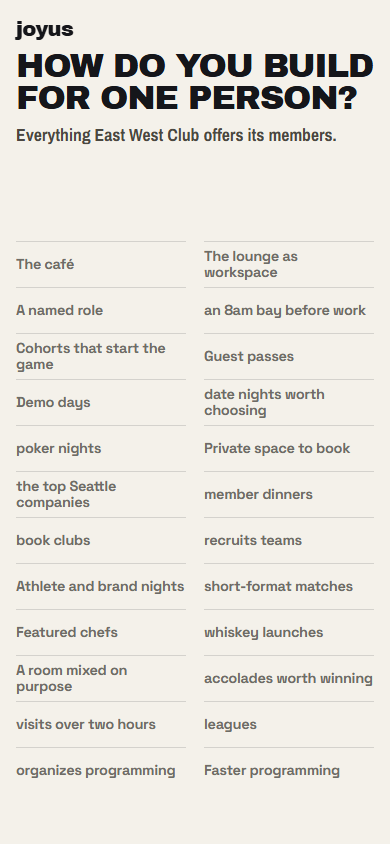 joyus
HOW DO YOU BUILD
FOR ONE PERSON?
Everything East West Club offers its members.
The café
The lounge as
workspace
A named role
an 8am bay before work
Cohorts that start the
game
Guest passes
Demo days
date nights worth
choosing
poker nights
Private space to book
the top Seattle
companies
member dinners
book clubs
recruits teams
Athlete and brand nights
short-format matches
Featured chefs
whiskey launches
A room mixed on
purpose
accolades worth winning
visits over two hours
leagues
organizes programming
Faster programming